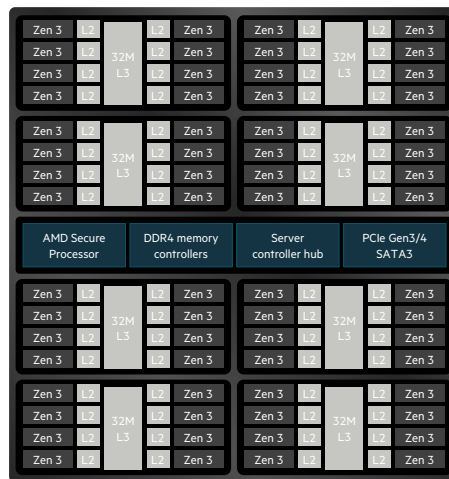 Zen 3 L2 L2 Zen 3 Zen 3 L2 L2 Zen 3
Zen 3 L2 32M L2 Zen 3 Zen 3 L2 32M L2 Zen 3
Zen 3 L2 L3 L2 Zen 3 Zen 3 L2 L3 L2 Zen 3
Zen 3 L2 L2 Zen 3 Zen 3 L2 L2 Zen 3
Zen 3 L2 L2 Zen 3 Zen 3 L2 L2 Zen 3
Zen 3 L2 32M L2 Zen 3 Zen 3 L2 32M L2 Zen 3
Zen 3 L2 L3 L2 Zen 3 Zen 3 L2 L3 L2 Zen 3
Zen 3 L2 L2 Zen 3 Zen 3 L2 L2 Zen 3
AMD Secure
Processor
DDR4 memory
controllers
Server
controller hub
PCIe Gen3/4
SATA3
Zen 3 L2 L2 Zen 3 Zen 3 L2 L2 Zen 3
Zen 3 L2 32M L2 Zen 3 Zen 3 L2 32M L2 Zen 3
Zen 3 L2 L3 L2 Zen 3 Zen 3 L2 L3 L2 Zen 3
Zen 3 L2 L2 Zen 3 Zen 3 L2 L2 Zen 3
Zen 3 L2 L2 Zen 3 Zen 3 L2 L2 Zen 3
Zen 3 L2 32M L2 Zen 3 Zen 3 L2 32M L2 Zen 3
Zen 3 L2 L3 L2 Zen 3 Zen 3 L2 L3 L2 Zen 3
Zen 3 L2 L2 Zen 3 Zen 3 L2 L2 Zen 3